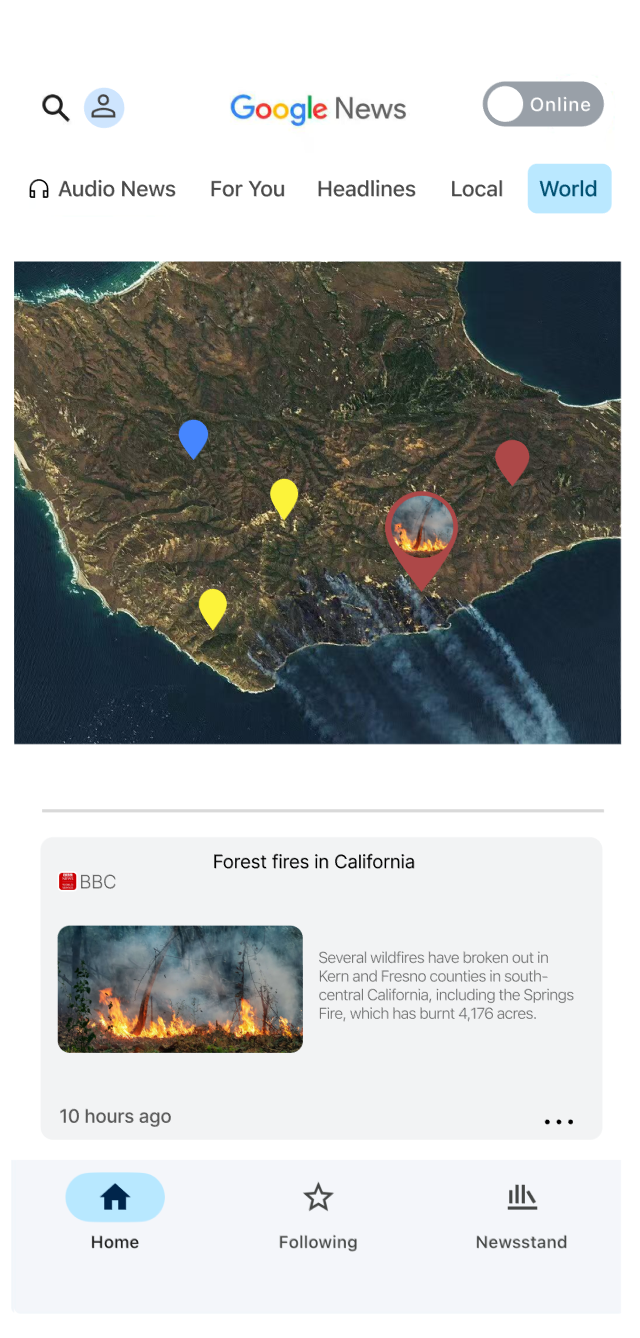 Google News
Online
Audio News
For You
Headlines
Local
World
Forest fires in California
BBC
Several wildfires have broken out in
Kern and Fresno counties in south-
central California, including the Springs
Fire, which has burnt 4,176 acres.
10 hours ago
Home
Following
Newsstand